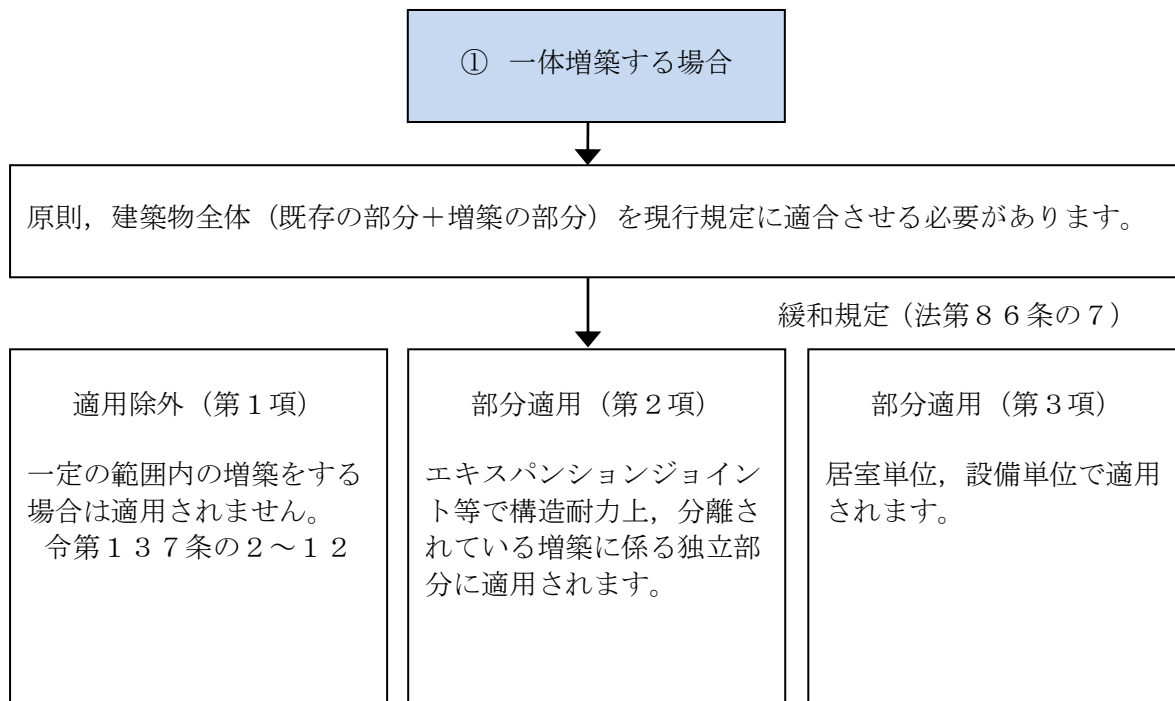 ① 一体増築する場合
原則，建築物全体（既存の部分＋増築の部分）を現行規定に適合させる必要があります。
緩和規定（法第８６条の７）
適用除外（第１項）
一定の範囲内の増築をする
場合は適用されません。
令第１３７条の２～１２
部分適用（第２項）
エキスパンションジョイン
ト等で構造耐力上，分離さ
れている増築に係る独立部
分に適用されます。
部分適用（第３項）
居室単位，設備単位で適用
されます。